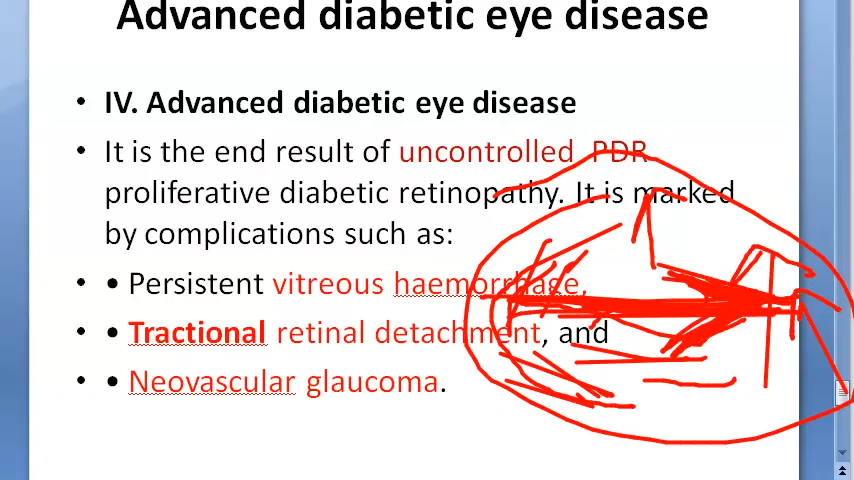 Advanced diabetic eye disease
• IV. Advanced diabetic eye disease
• It is the end result of uncontrolled PDR
proliferative diabetic retinopathy. It is marked
by complications such as:
• • Persistent vitreous haemorrhage,
• • Tractional retinal detachment, and
• • Neovascular glaucoma.